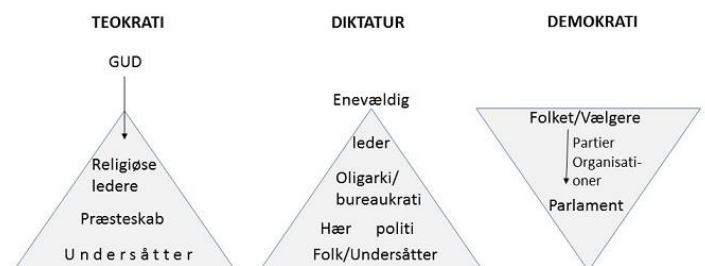 TEOKRATI
GUD
Religiøse
ledere
Præsteskab
Undersåtter
DIKTATUR
Enevældig
leder
Oligarki/
bureaukrati
Hær politi
Folk/Undersåtter
DEMOKRATI
Folket/Vælgere
Partier
Organisati-
oner
Parlament